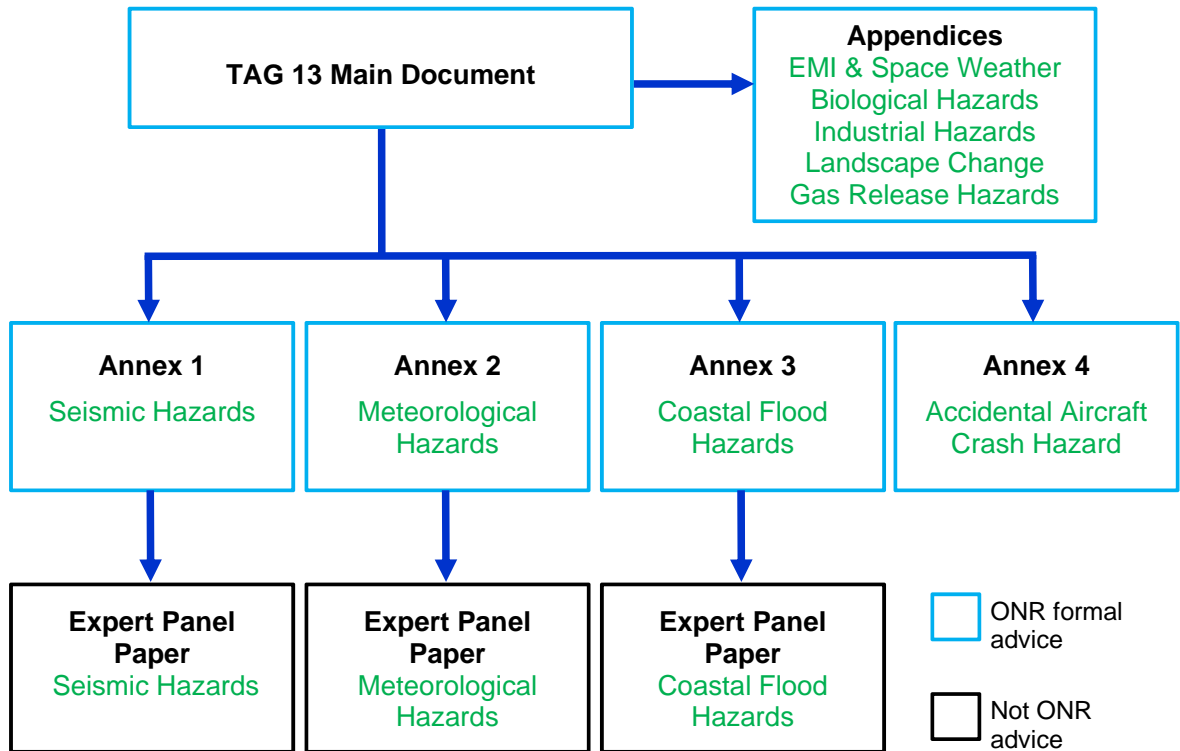 TAG 13 Main Document
Appendices
EMI & Space Weather
Biological Hazards
Industrial Hazards
Landscape Change
Gas Release Hazards
Annex 1
Seismic Hazards
Annex 2
Meteorological
Hazards
Annex 3
Coastal Flood
Hazards
Annex 4
Accidental Aircraft
Crash Hazard
Expert Panel
Paper
Seismic Hazards
Expert Panel
Paper
Meteorological
Hazards
Expert Panel
Paper
Coastal Flood
Hazards
ONR formal
advice
Not ONR
advice